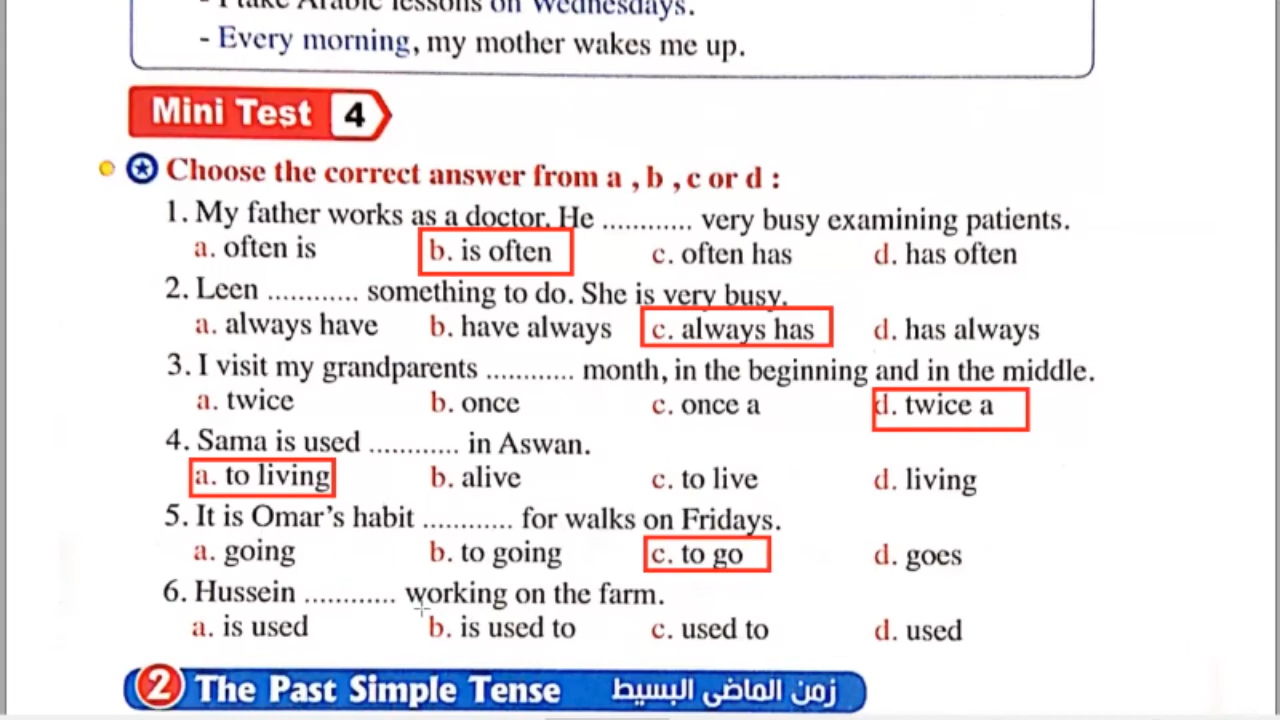 - I take Arabic lessons on Wednesdays.
- Every morning, my mother wakes me up.
Mini Test 4
Choose the correct answer from a , b , c or d :
1. My father works as a doctor. He ............ very busy examining patients.
a. often is b. is often c. often has d. has often
2. Leen ............ something to do. She is very busy.
a. always have b. have always c. always has d. has always
3. I visit my grandparents ............ month, in the beginning and in the middle.
a. twice b. once c. once a d. twice a
4. Sama is used ............ in Aswan.
a. to living b. alive c. to live d. living
5. It is Omar's habit ............ for walks on Fridays.
a. going b. to going c. to go d. goes
6. Hussein ............ working on the farm.
a. is used b. is used to c. used to d. used
2 The Past Simple Tense زمن الماضى البسيط